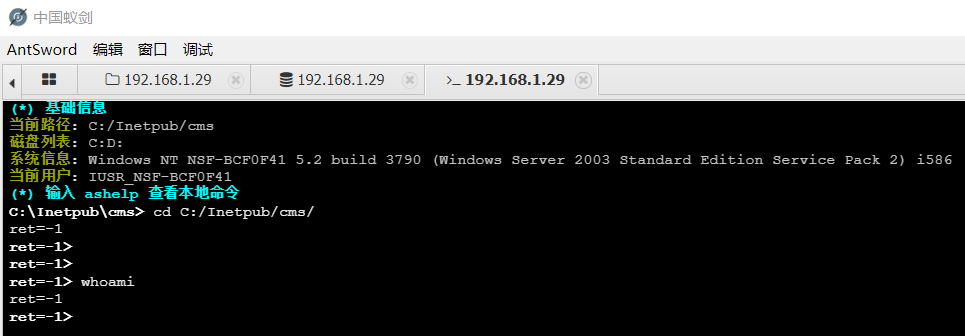 中国蚁剑
AntSword 编辑 窗口 调试
192.168.1.29 192.168.1.29 >_ 192.168.1.29
(*) 基础信息
当前路径: C:/Inetpub/cms
磁盘列表: C:D:
系统信息: Windows NT NSF-BCF0F41 5.2 build 3790 (Windows Server 2003 Standard Edition Service Pack 2) i586
当前用户: IUSR_NSF-BCF0F41
(*) 输入 ashelp 查看本地命令
C:\Inetpub\cms> cd C:/Inetpub/cms/
ret=-1
ret=-1>
ret=-1>
ret=-1> whoami
ret=-1
ret=-1>